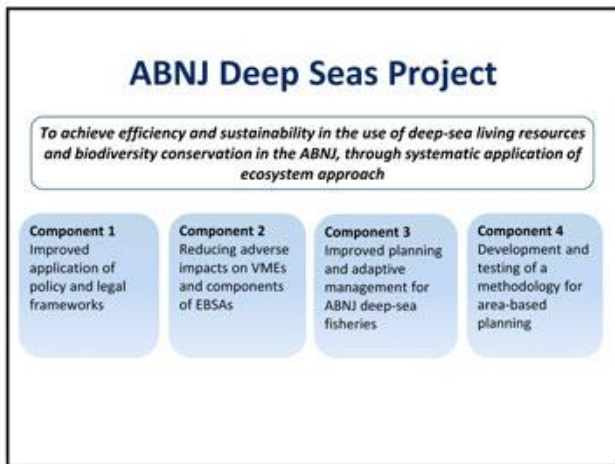 ABNJ Deep Seas Project
To achieve efficiency and sustainability in the use of deep-sea living resources
and biodiversity conservation in the ABNJ, through systematic application of
ecosystem approach
Component 1
Improved
application of
policy and legal
frameworks
Component 2
Reducing adverse
impacts on VMEs
and components
of EBSAs
Component 3
Improved planning
and adaptive
management for
ABNJ deep-sea
fisheries
Component 4
Development and
testing of a
methodology for
area-based
planning